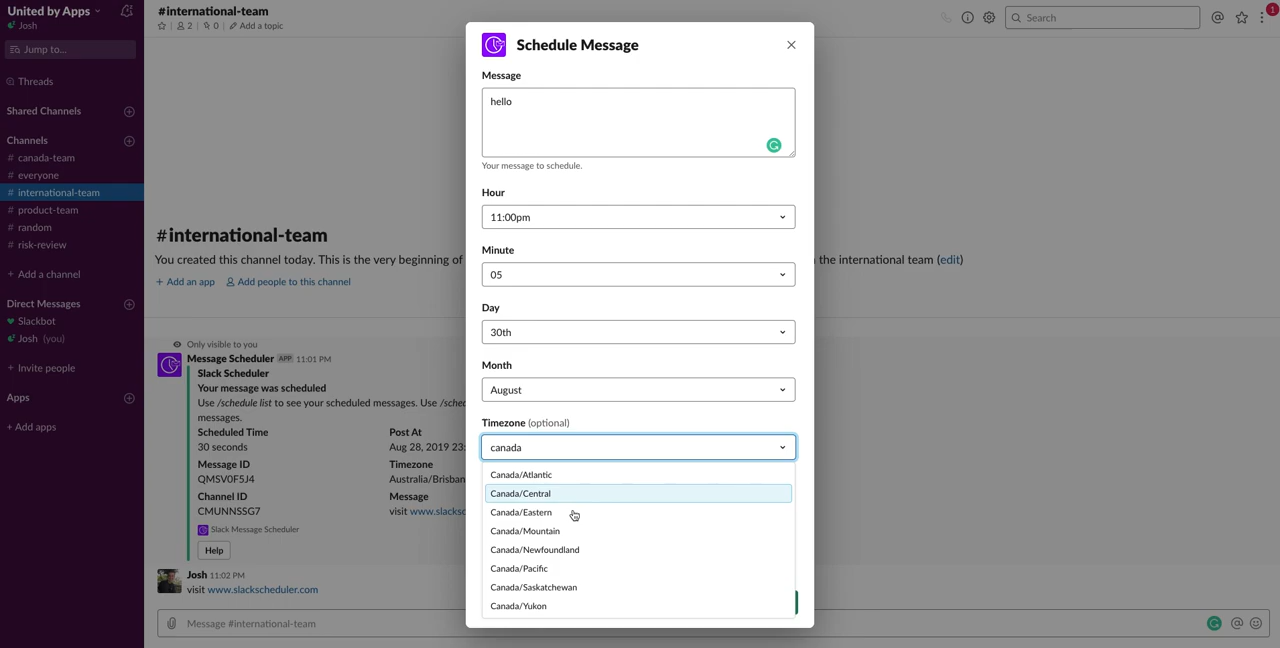 United by Apps
Josh
Jump to...
Threads
Shared Channels
Channels
# canada-team
# everyone
# international-team
# product-team
# random
# risk-review
+ Add a channel
Direct Messages
Slackbot
Josh (you)
+ Invite people
Apps
+ Add apps
#international-team
2
0
Add a topic
Search
1
#international-team
You created this channel today. This is the very beginning of
the international team (edit)
+ Add an app
Add people to this channel
Only visible to you
Message Scheduler APP 11:01 PM
Slack Scheduler
Your message was scheduled
Use /schedule list to see your scheduled messages. Use
messages.
Scheduled Time
Post At
30 seconds
Aug 28, 2019
Message ID
Timezone
QMSV0F5J4
Channel ID
Message
CMUNNSSG7
visit
Slack Message Scheduler
Help
Josh 11:02 PM
visit www.slackscheduler.com
Message #international-team
Schedule Message
Message
hello
Your message to schedule.
Hour
11:00pm
Minute
05
Day
30th
Month
August
Timezone (optional)
canada
Canada/Atlantic
Canada/Central
Canada/Eastern
Canada/Mountain
Canada/Newfoundland
Canada/Pacific
Canada/Saskatchewan
Canada/Yukon